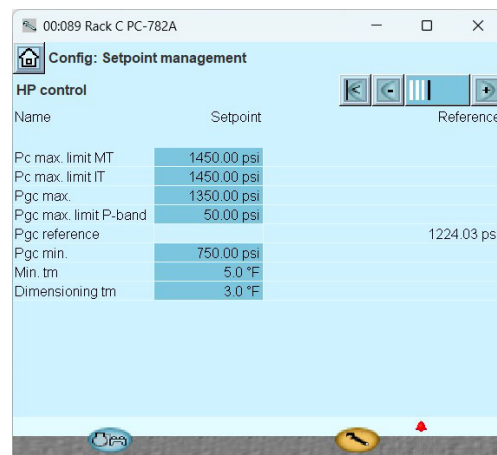 00:089 Rack C PC-782A
Config: Setpoint management
HP control
Name Setpoint Reference
Pc max. limit MT 1450.00 psi
Pc max. limit IT 1450.00 psi
Pgc max. 1350.00 psi
Pgc max. limit P-band 50.00 psi
Pgc reference 1224.03 ps
Pgc min. 750.00 psi
Min. tm 5.0 °F
Dimensioning tm 3.0 °F